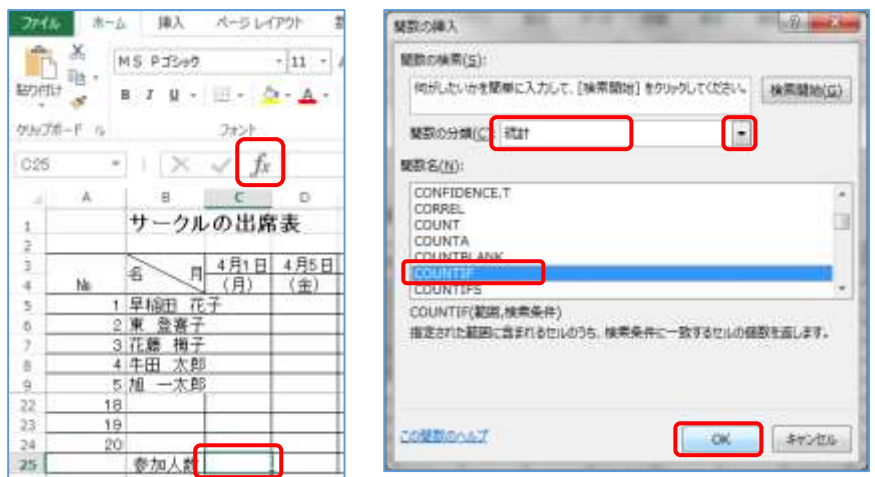 ファイル ホーム 挿入 ページ レイアウト
MS Pゴシック 11
貼り付け B I U A
クリップボード フォント
C25 fx
A B C D
1 サークルの出席表
2
3 名 月 4月1日 4月5日
4 № (月) (金)
5 1 早稲田 花子
6 2 東 登喜子
7 3 花藤 梅子
8 4 牛田 太郎
9 5 旭 一太郎
22 18
23 19
24 20
25 参加人数
関数の挿入
関数の検索(S):
何がしたいかを簡単に入力して、[検索開始] をクリックしてください。 検索開始(G)
関数の分類(C): 統計
関数名(N):
CONFIDENCE.T
CORREL
COUNT
COUNTA
COUNTBLANK
COUNTIF
COUNTIFS
COUNTIF(範囲,検索条件)
指定された範囲に含まれるセルのうち、検索条件に一致するセルの個数を返します。
この関数のヘルプ OK キャンセル